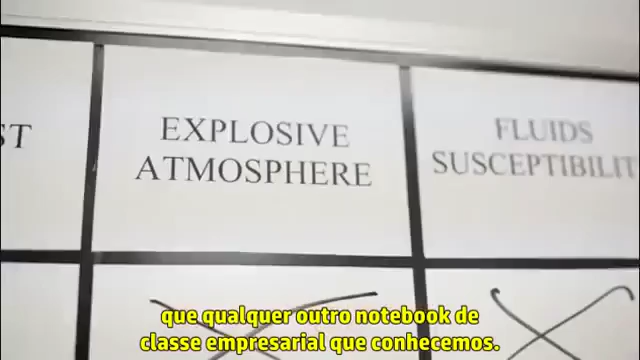 ST
EXPLOSIVE
ATMOSPHERE
FLUIDS
SUSCEPTIBILIT
que qualquer outro notebook de
classe empresarial que conhecemos.